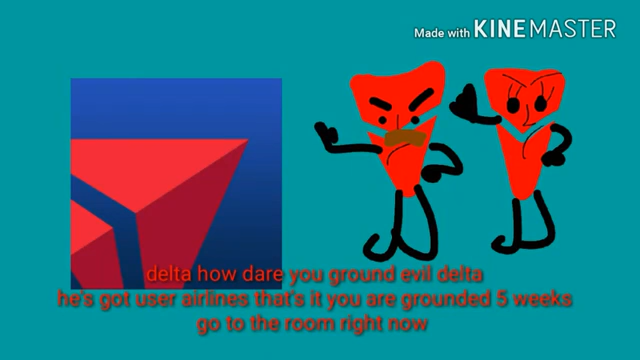 Made with KINEMASTER
delta how dare you ground evil delta
he's got user airlines that's it you are grounded 5 weeks
go to the room right now